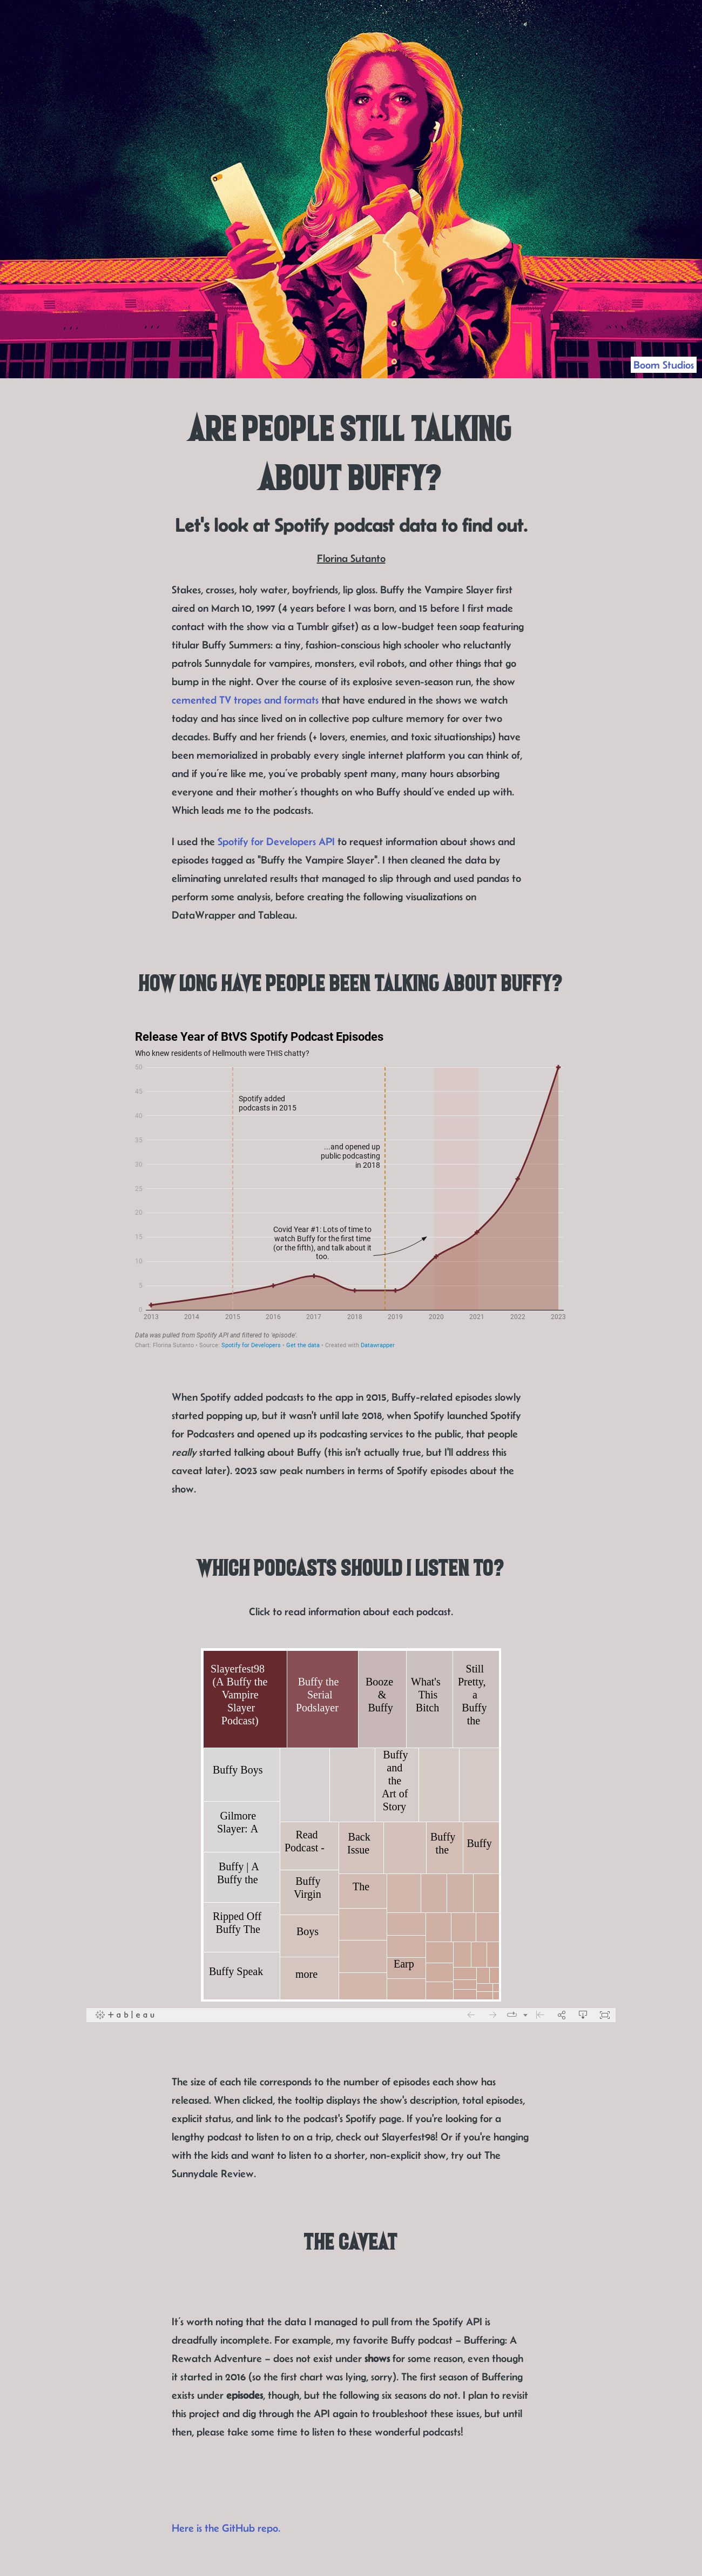 Boom Studios
ARE PEOPLE STILL TALKING
ABOUT BUFFY?
Let's look at Spotify podcast data to find out.
Florina Sutanto
Stakes, crosses, holy water, boyfriends, lip gloss. Buffy the Vampire Slayer first
aired on March 10, 1997 (4 years before I was born, and 15 before I first made
contact with the show via a Tumblr gifset) as a low-budget teen soap featuring
titular Buffy Summers: a tiny, fashion-conscious high schooler who reluctantly
patrols Sunnydale for vampires, monsters, evil robots, and other things that go
bump in the night. Over the course of its explosive seven-season run, the show
cemented TV tropes and formats that have endured in the shows we watch
today and has since lived on in collective pop culture memory for over two
decades. Buffy and her friends (+ lovers, enemies, and toxic situationships) have
been memorialized in probably every single internet platform you can think of,
and if you're like me, you've probably spent many, many hours absorbing
everyone and their mother's thoughts on who Buffy should've ended up with.
Which leads me to the podcasts.
I used the Spotify for Developers API to request information about shows and
episodes tagged as "Buffy the Vampire Slayer". I then cleaned the data by
eliminating unrelated results that managed to slip through and used pandas to
perform some analysis, before creating the following visualizations on
DataWrapper and Tableau.
HOW LONG HAVE PEOPLE BEEN TALKING ABOUT BUFFY?
Release Year of BtVS Spotify Podcast Episodes
Who knew residents of Hellmouth were THIS chatty?
50
45
40
35
30
25
20
15
10
5
0
Spotify added
podcasts in 2015
...and opened up
public podcasting
in 2018
Covid Year #1: Lots of time to
watch Buffy for the first time
(or the fifth), and talk about it
too.
2013 2014 2015 2016 2017 2018 2019 2020 2021 2022 2023
Data was pulled from Spotify API and filtered to 'episode'.
Chart: Florina Sutanto • Source: Spotify for Developers • Get the data • Created with Datawrapper
When Spotify added podcasts to the app in 2015, Buffy-related episodes slowly
started popping up, but it wasn't until late 2018, when Spotify launched Spotify
for Podcasters and opened up its podcasting services to the public, that people
really started talking about Buffy (this isn't actually true, but I'll address this
caveat later). 2023 saw peak numbers in terms of Spotify episodes about the
show.
WHICH PODCASTS SHOULD I LISTEN TO?
Click to read information about each podcast.
Slayerfest98
(A Buffy the
Vampire
Slayer
Podcast)
Buffy the
Serial
Podslayer
Booze
&
Buffy
What's
This
Bitch
Still
Pretty,
a
Buffy
the
Buffy Boys
Gilmore
Slayer: A
Buffy | A
Buffy the
Ripped Off
Buffy The
Buffy Speak
Buffy
and
the
Art of
Story
Read
Podcast -
Buffy
Virgin
Boys
more
Back
Issue
The
Buffy
the
Buffy
Earp
+ableau
The size of each tile corresponds to the number of episodes each show has
released. When clicked, the tooltip displays the show's description, total episodes,
explicit status, and link to the podcast's Spotify page. If you're looking for a
lengthy podcast to listen to on a trip, check out Slayerfest98! Or if you're hanging
with the kids and want to listen to a shorter, non-explicit show, try out The
Sunnydale Review.
THE CAVEAT
It's worth noting that the data I managed to pull from the Spotify API is
dreadfully incomplete. For example, my favorite Buffy podcast – Buffering: A
Rewatch Adventure – does not exist under shows for some reason, even though
it started in 2016 (so the first chart was lying, sorry). The first season of Buffering
exists under episodes, though, but the following six seasons do not. I plan to revisit
this project and dig through the API again to troubleshoot these issues, but until
then, please take some time to listen to these wonderful podcasts!
Here is the GitHub repo.